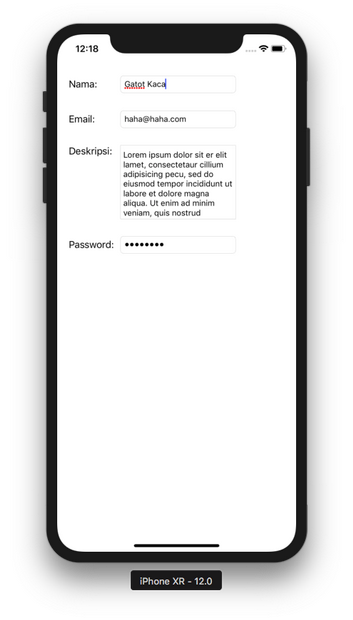 12:18
Nama:
Gatot Kaca
Email:
haha@haha.com
Deskripsi:
Lorem ipsum dolor sit er elit
lamet, consectetaur cillium
adipisicing pecu, sed do
eiusmod tempor incididunt ut
labore et dolore magna
aliqua. Ut enim ad minim
veniam, quis nostrud
Password:
••••••••
iPhone XR - 12.0